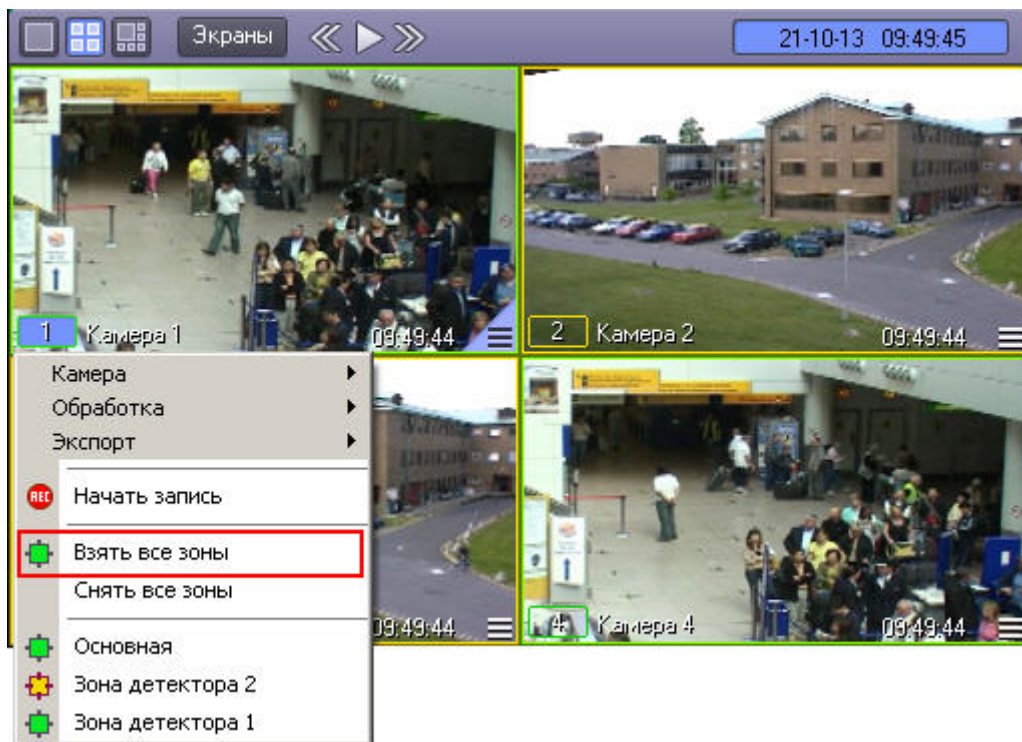 Экраны
21-10-13 09:49:45
1 Камера 1 09:49:44
2 Камера 2 09:49:44
Камера
Обработка
Экспорт
REC Начать запись
Взять все зоны
Снять все зоны
Основная
Зона детектора 2
Зона детектора 1
09:49:44
4 Камера 4 09:49:44